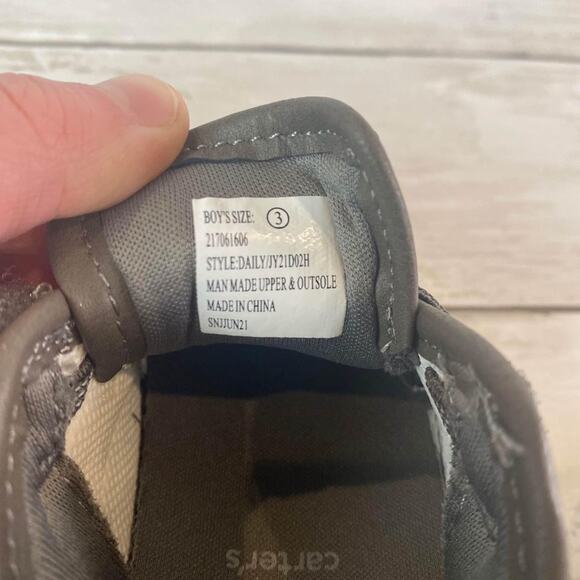 BOY'S SIZE: 3
217061606
STYLE:DAILY/JY21D02H
MAN MADE UPPER & OUTSOLE
MADE IN CHINA
SNJJUN21
carter's